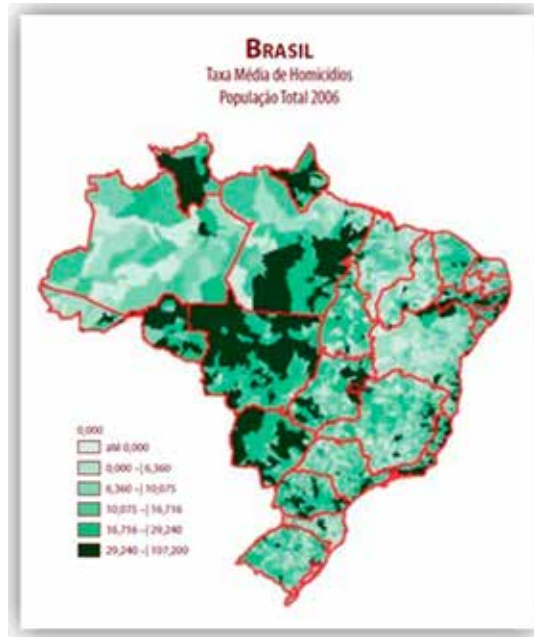 BRASIL
Taxa Média de Homicídios
População Total 2006
0,000
até 0,000
0,000 –| 6,360
6,360 –| 10,075
10,075 –| 16,716
16,716 –| 29,240
29,240 –| 107,200